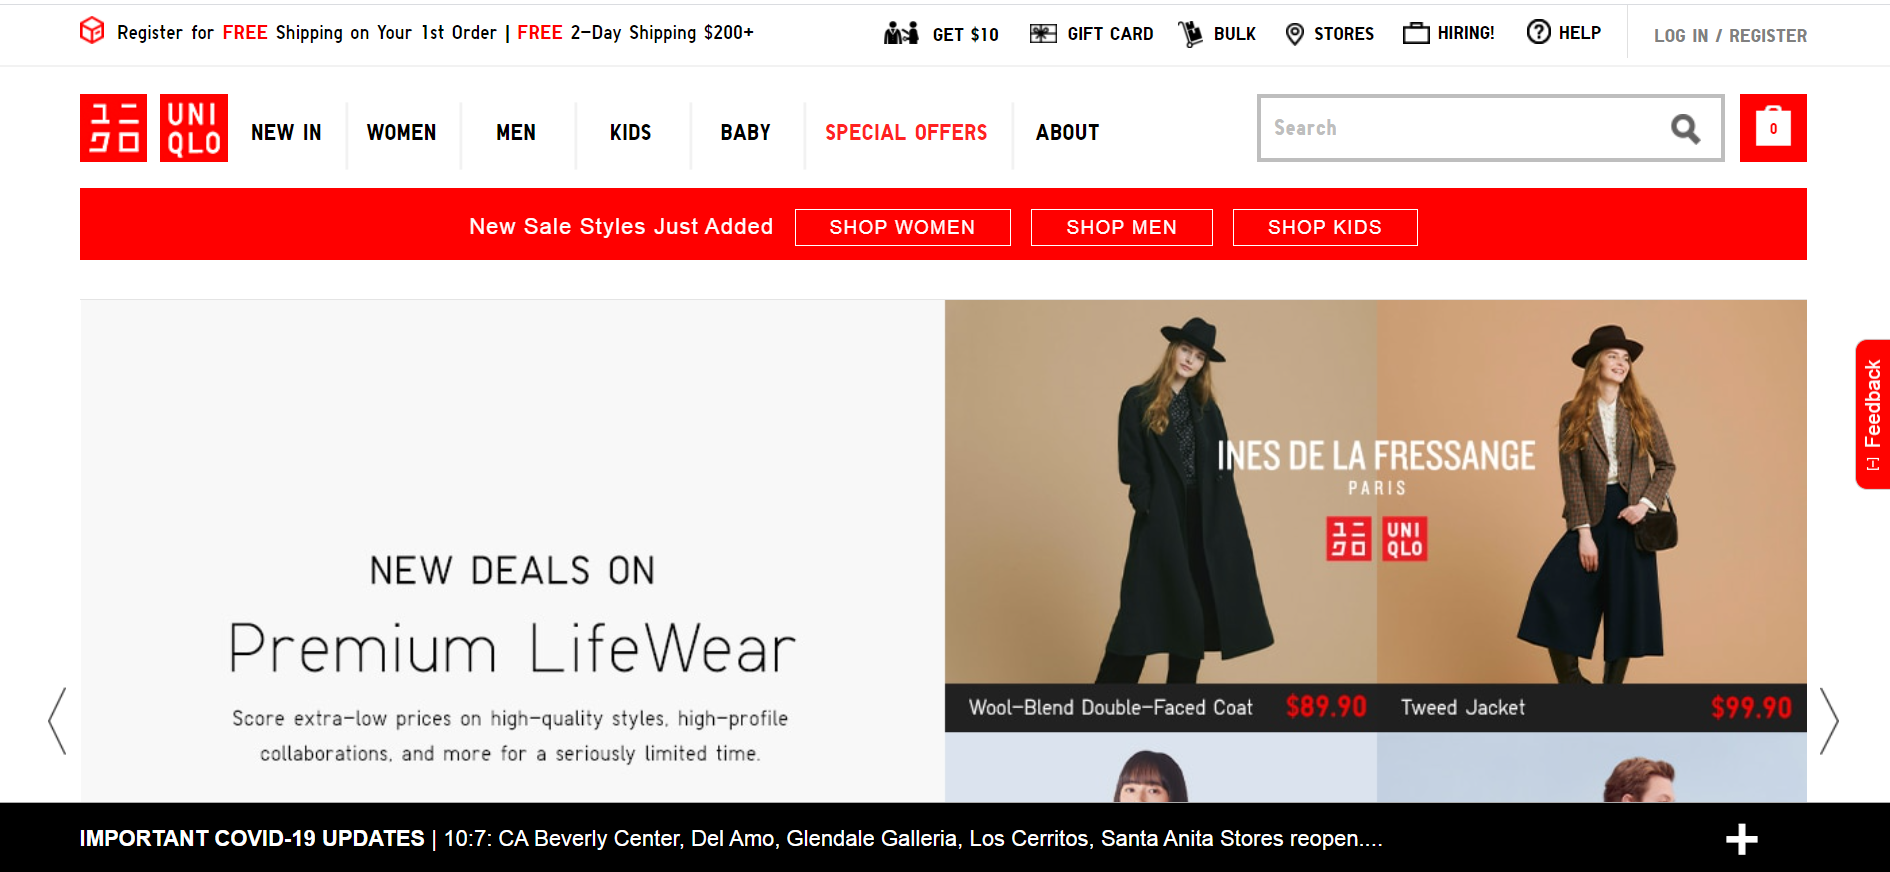 Register for FREE Shipping on Your 1st Order | FREE 2-Day Shipping $200+
GET $10
GIFT CARD
BULK
STORES
HIRING!
HELP
LOG IN / REGISTER
ユニ
クロ
UNI
QLO
NEW IN
WOMEN
MEN
KIDS
BABY
SPECIAL OFFERS
ABOUT
Search
0
New Sale Styles Just Added
SHOP WOMEN
SHOP MEN
SHOP KIDS
NEW DEALS ON
Premium LifeWear
Score extra-low prices on high-quality styles, high-profile
collaborations, and more for a seriously limited time.
INES DE LA FRESSANGE
PARIS
ユニ
クロ
UNI
QLO
Wool-Blend Double-Faced Coat $89.90
Tweed Jacket $99.90
[-] Feedback
IMPORTANT COVID-19 UPDATES | 10:7: CA Beverly Center, Del Amo, Glendale Galleria, Los Cerritos, Santa Anita Stores reopen....